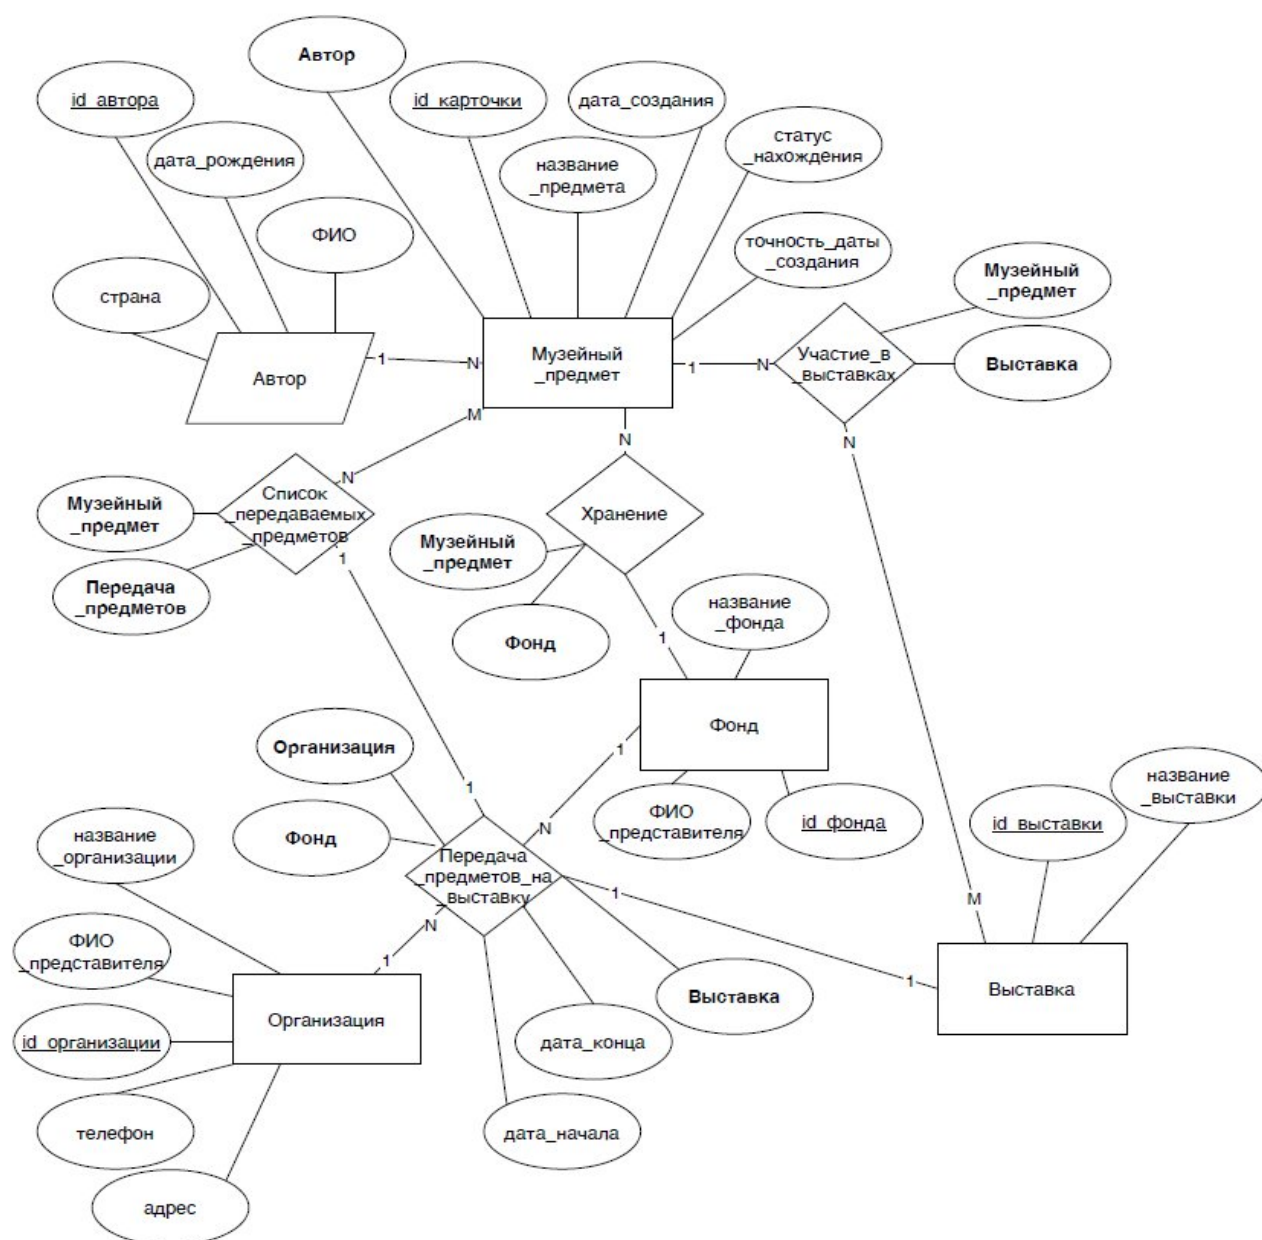 Автор
id_автора
id_карточки
дата_создания
дата_рождения
название
_предмета
статус
_нахождения
ФИО
точность_даты
_создания
Музейный
_предмет
страна
Автор
1
N
Музейный
_предмет
1
N
Участие_в
_выставках
Выставка
M
N
N
N
Музейный
_предмет
Список
_передаваемых
_предметов
Хранение
Музейный
_предмет
Передача
_предметов
1
название
_фонда
Фонд
1
Фонд
Организация
1
название
_выставки
1
ФИО
_представителя
id_фонда
id_выставки
название
_организации
Фонд
N
Передача
_предметов_на
_выставку
1
M
N
ФИО
_представителя
1
1
Выставка
Выставка
Организация
id_организации
дата_конца
телефон
дата_начала
адрес